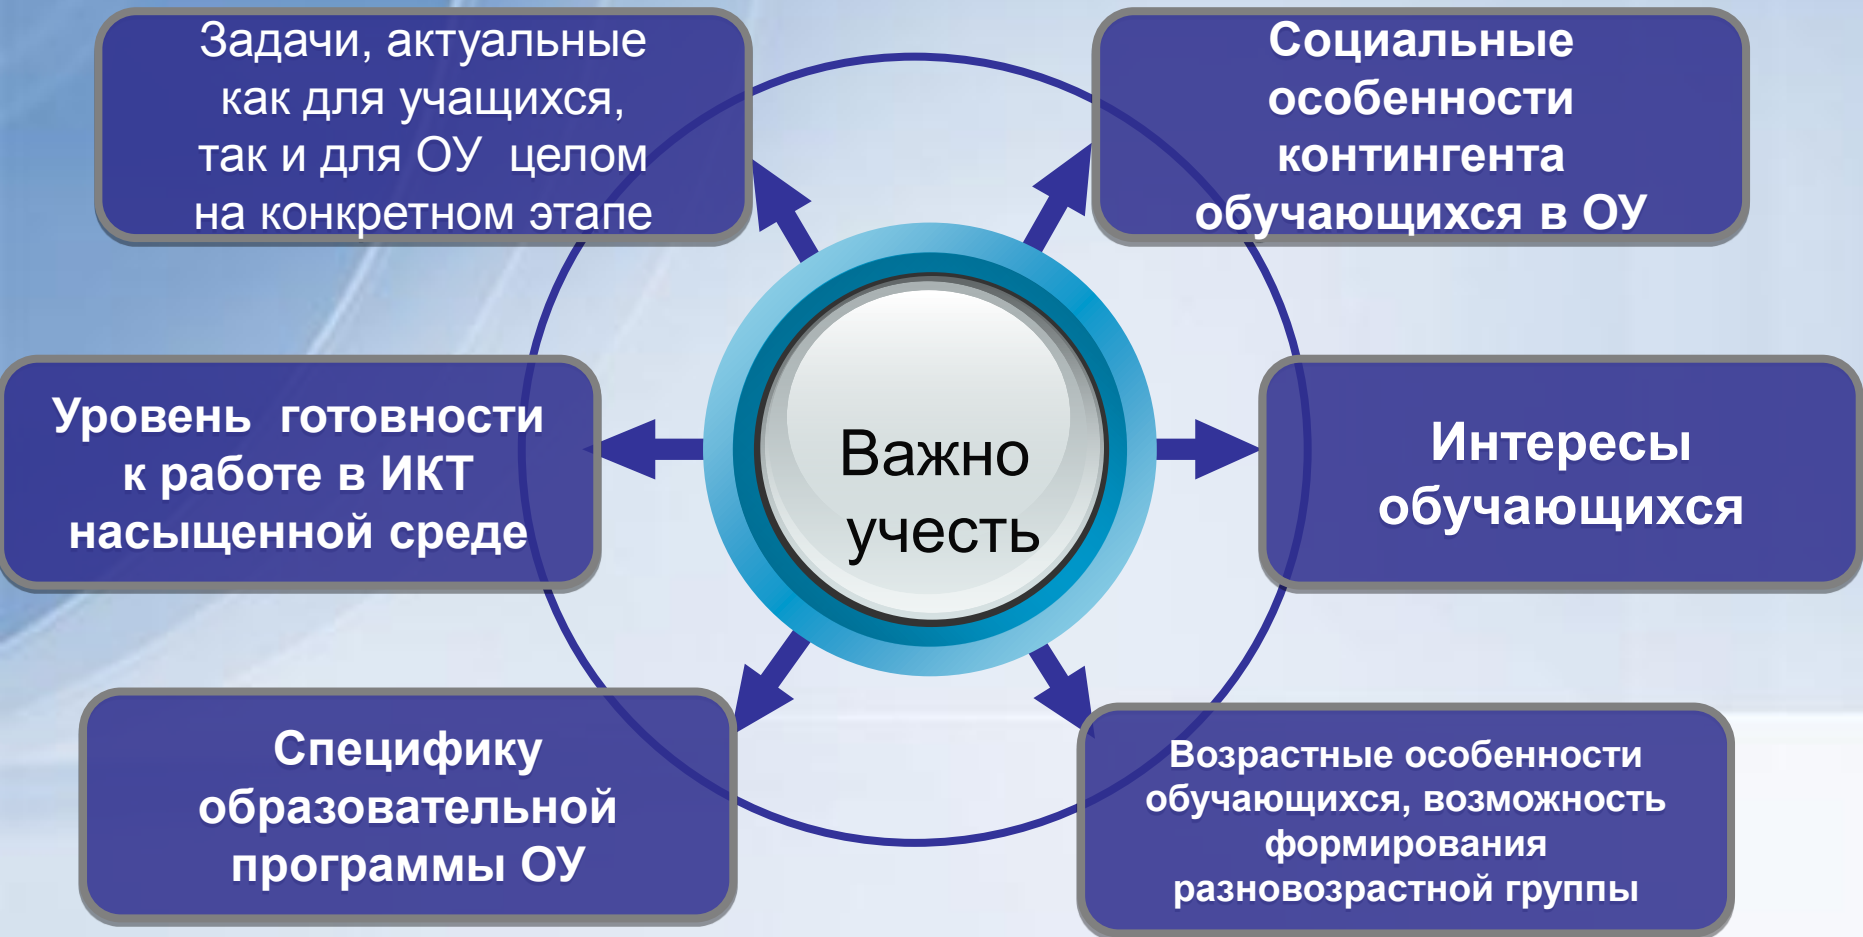 Задачи, актуальные
как для учащихся,
так и для ОУ  целом
на конкретном этапе
Социальные
особенности
контингента
обучающихся в ОУ
Уровень  готовности
к работе в ИКТ
насыщенной среде
Важно
учесть
Интересы
обучающихся
Специфику
образовательной
программы ОУ
Возрастные особенности
обучающихся, возможность
формирования
разновозрастной группы